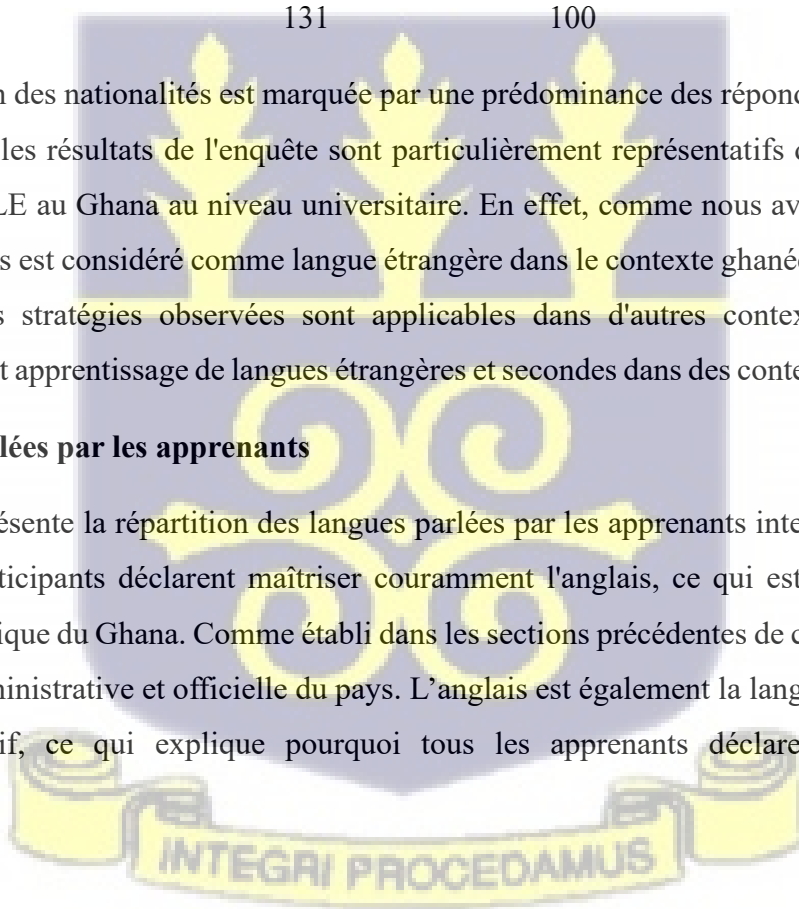 131 100
n des nationalités est marquée par une prédominance des répond
les résultats de l'enquête sont particulièrement représentatifs
LE au Ghana au niveau universitaire. En effet, comme nous av
s est considéré comme langue étrangère dans le contexte ghané
s stratégies observées sont applicables dans d'autres contex
t apprentissage de langues étrangères et secondes dans des conte
lées par les apprenants
ésente la répartition des langues parlées par les apprenants inte
ticipants déclarent maîtriser couramment l'anglais, ce qui est
ique du Ghana. Comme établi dans les sections précédentes de c
ministrative et officielle du pays. L’anglais est également la lang
if, ce qui explique pourquoi tous les apprenants déclare
INTEGRI PROCEDAMUS